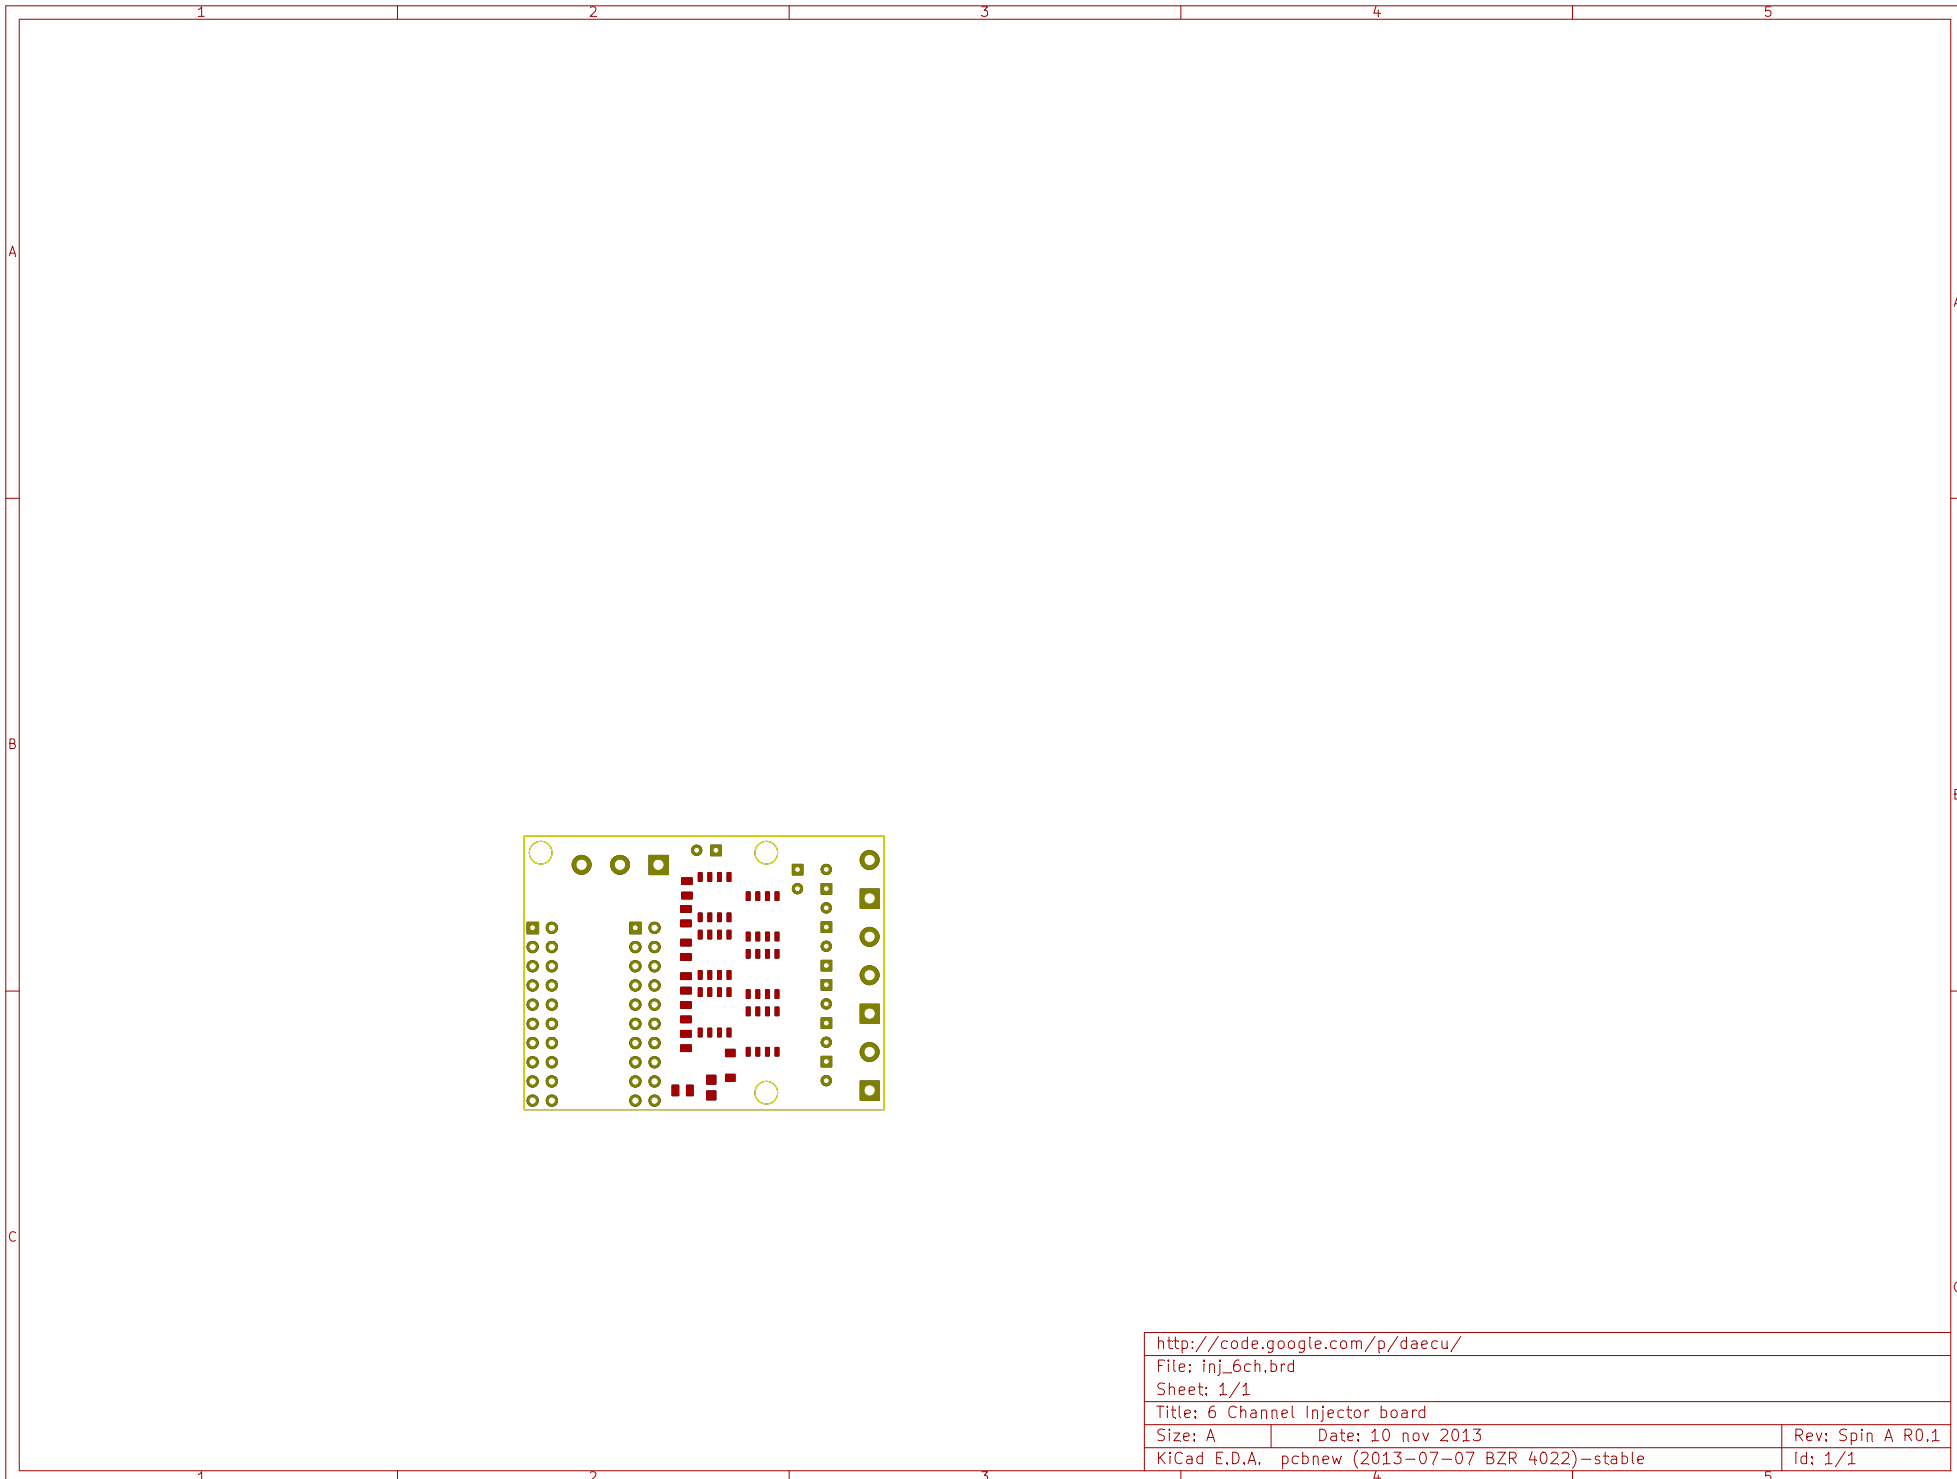 1 2 3 4 5
A A
B B
C C
http://code.google.com/p/daecu/
File: inj_6ch.brd
Sheet: 1/1
Title: 6 Channel Injector board
Size: A Date: 10 nov 2013 Rev: Spin A R0.1
KiCad E.D.A. pcbnew (2013-07-07 BZR 4022)-stable Id: 1/1
1 2 3 4 5